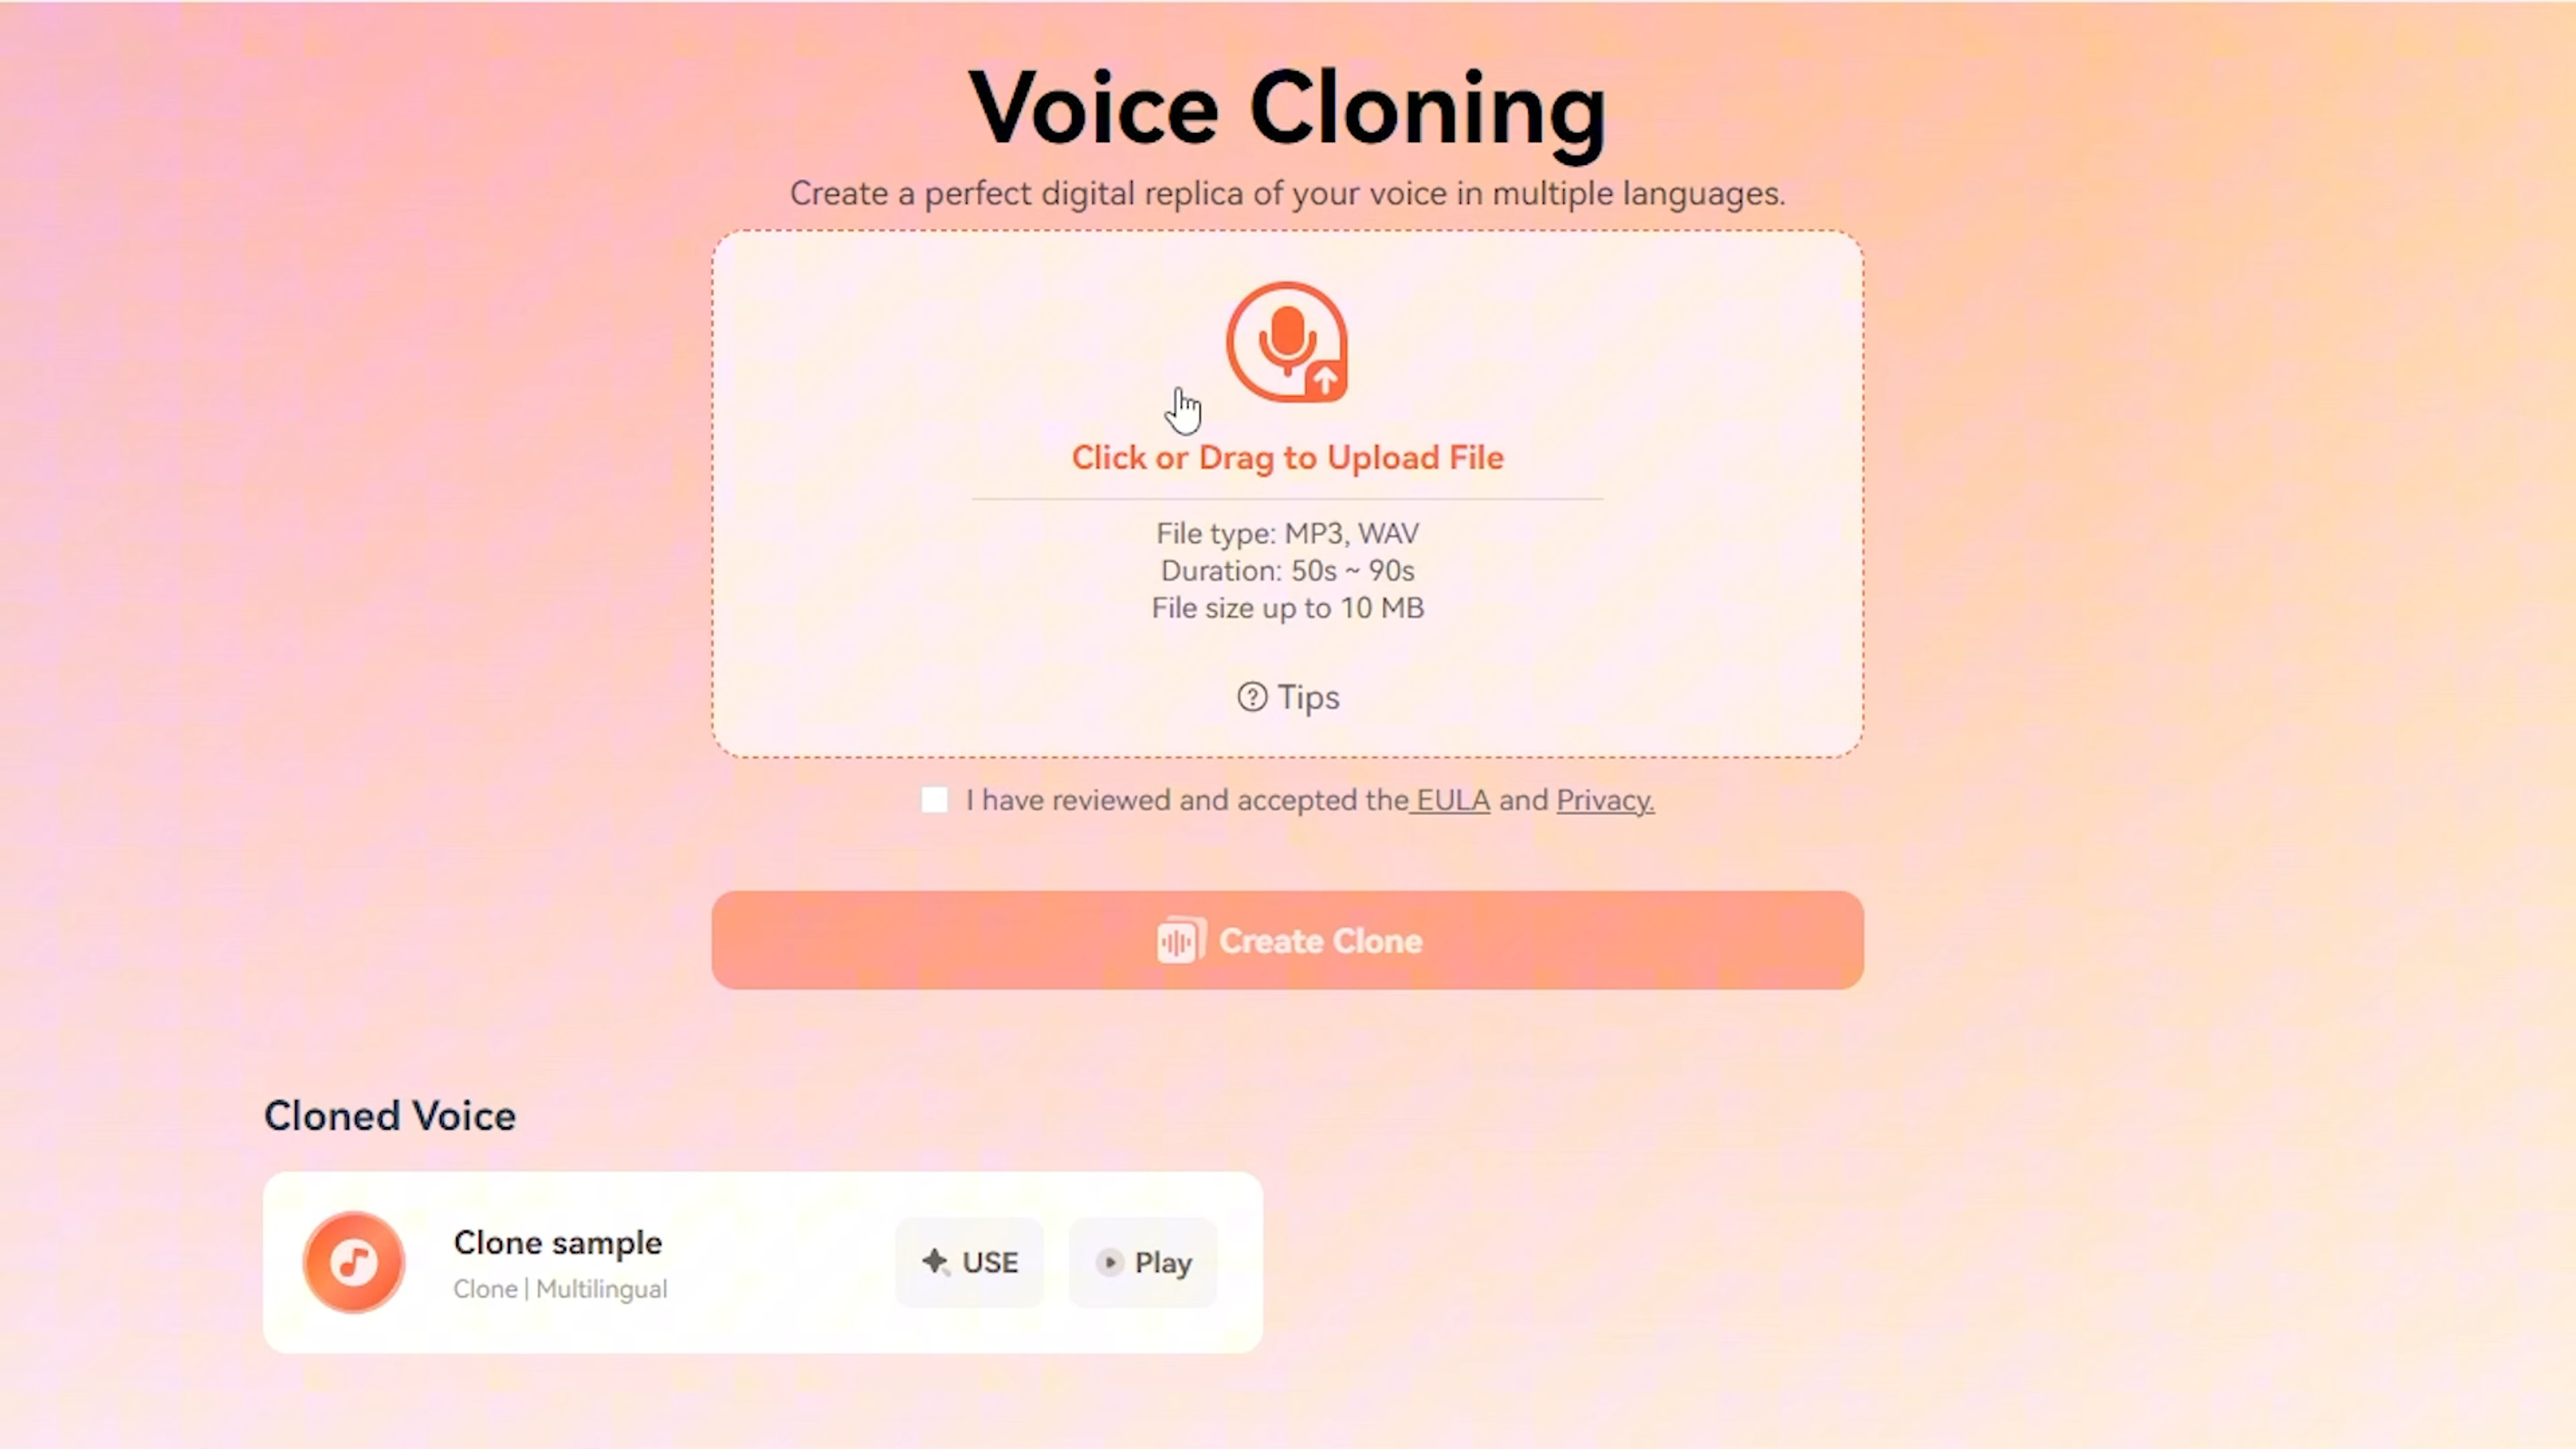 Voice Cloning
Create a perfect digital replica of your voice in multiple languages.
Click or Drag to Upload File
File type: MP3, WAV
Duration: 50s ~ 90s
File size up to 10 MB
? Tips
I have reviewed and accepted the EULA and Privacy.
Create Clone
Cloned Voice
Clone sample
Clone | Multilingual
USE
Play